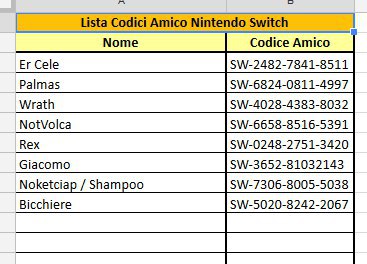 A B
Lista Codici Amico Nintendo Switch
Nome Codice Amico
Er Cele SW-2482-7841-8511
Palmas SW-6824-0811-4997
Wrath SW-4028-4383-8032
NotVolca SW-6658-8516-5391
Rex SW-0248-2751-3420
Giacomo SW-3652-81032143
Noketciap / Shampoo SW-7306-8005-5038
Bicchiere SW-5020-8242-2067